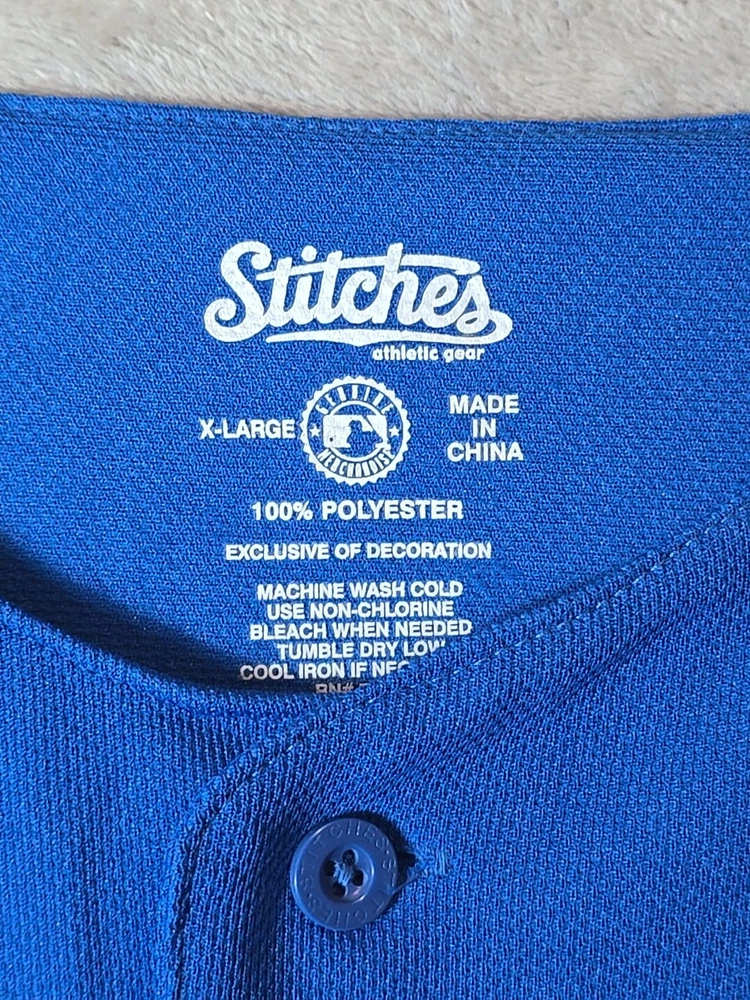 Stitches
athletic gear
X-LARGE
GENUINE
MERCHANDISE
MADE
IN
CHINA
100% POLYESTER
EXCLUSIVE OF DECORATION
MACHINE WASH COLD
USE NON-CHLORINE
BLEACH WHEN NEEDED
TUMBLE DRY LOW
COOL IRON IF NEC
RN#